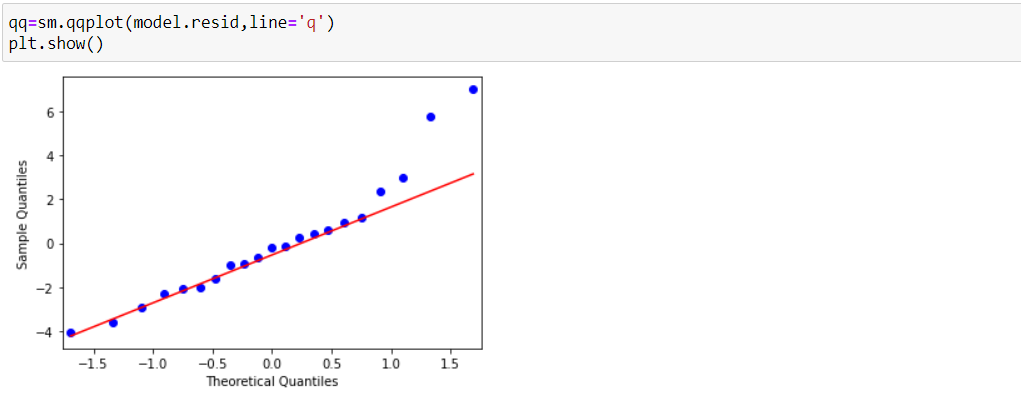 qq=sm.qqplot(model.resid,line='q')
plt.show()
6
4
2
0
−2
−4
Sample Quantiles
−1.5 −1.0 −0.5 0.0 0.5 1.0 1.5
Theoretical Quantiles